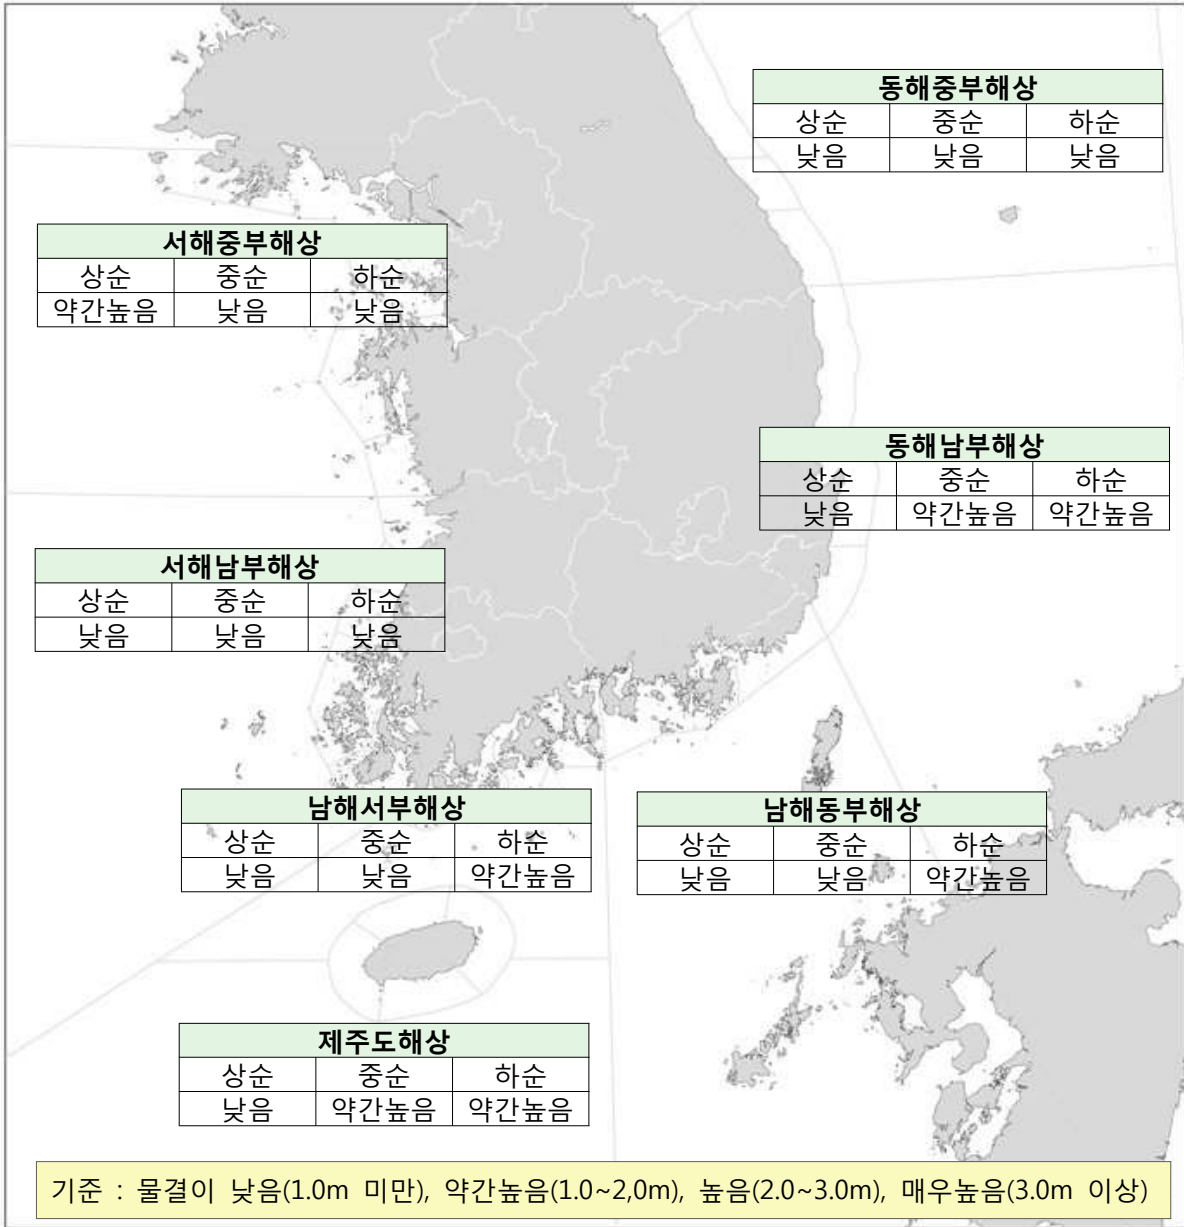 동해중부해상
상순 중순 하순
낮음 낮음 낮음
서해중부해상
상순 중순 하순
약간높음 낮음 낮음
동해남부해상
상순 중순 하순
낮음 약간높음 약간높음
서해남부해상
상순 중순 하순
낮음 낮음 낮음
남해서부해상
상순 중순 하순
낮음 낮음 약간높음
남해동부해상
상순 중순 하순
낮음 낮음 약간높음
제주도해상
상순 중순 하순
낮음 약간높음 약간높음
기준 : 물결이 낮음(1.0m 미만), 약간높음(1.0~2,0m), 높음(2.0~3.0m), 매우높음(3.0m 이상)